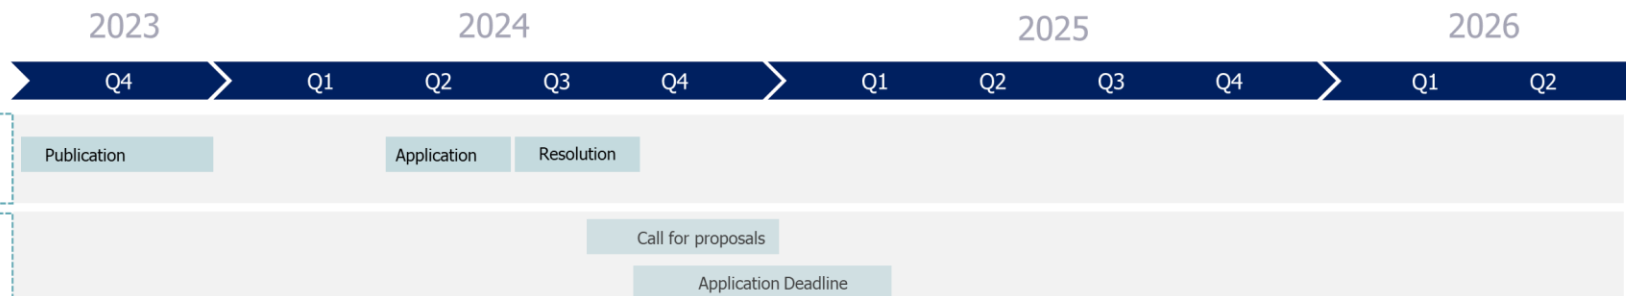 2023 2024 2025 2026
Q4 Q1 Q2 Q3 Q4 Q1 Q2 Q3 Q4 Q1 Q2
Publication Application Resolution
Call for proposals
Application Deadline